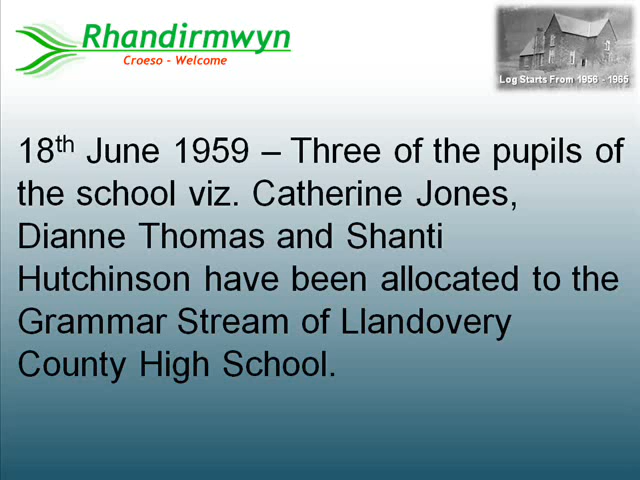 Rhandirmwyn
Croeso - Welcome
Log Starts From 1956 - 1965
18th June 1959 – Three of the pupils of
the school viz. Catherine Jones,
Dianne Thomas and Shanti
Hutchinson have been allocated to the
Grammar Stream of Llandovery
County High School.